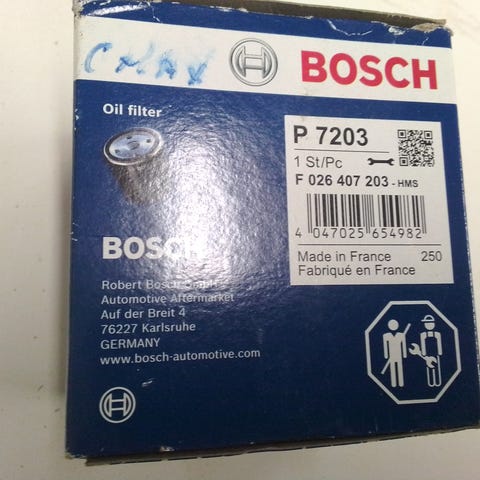 CMAX
BOSCH
Oil filter
P 7203
1 St/Pc
F 026 407 203 - HMS
4 047025 654982
Made in France 250
Fabriqué en France
BOSCH
Robert Bosch GmbH
Automotive Aftermarket
Auf der Breit 4
76227 Karlsruhe
GERMANY
www.bosch-automotive.com